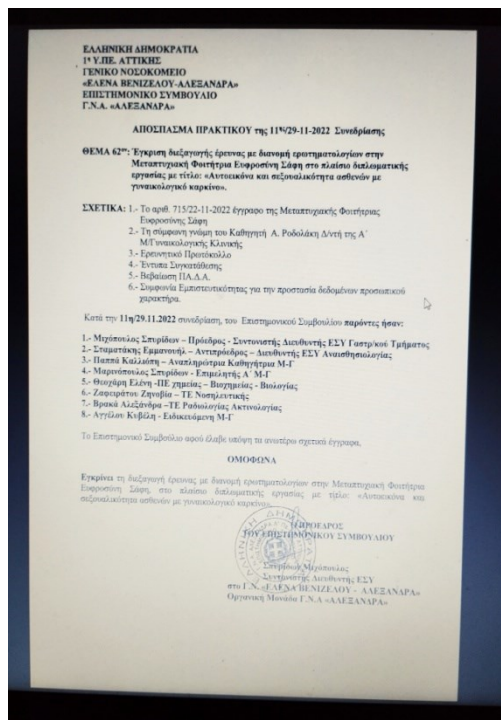 ΕΛΛΗΝΙΚΗ ΔΗΜΟΚΡΑΤΙΑ
1η Υ.ΠΕ. ΑΤΤΙΚΗΣ
ΓΕΝΙΚΟ ΝΟΣΟΚΟΜΕΙΟ
«ΕΛΕΝΑ ΒΕΝΙΖΕΛΟΥ-ΑΛΕΞΑΝΔΡΑ»
ΕΠΙΣΤΗΜΟΝΙΚΟ ΣΥΜΒΟΥΛΙΟ
Γ.Ν.Α. «ΑΛΕΞΑΝΔΡΑ»
ΑΠΟΣΠΑΣΜΑ ΠΡΑΚΤΙΚΟΥ της 11ης/29-11-2022 Συνεδρίασης
ΘΕΜΑ 62ον: Έγκριση διεξαγωγής έρευνας με διανομή ερωτηματολογίων στην
Μεταπτυχιακή Φοιτήτρια Ευφροσύνη Σάφη στο πλαίσιο διπλωματικής
εργασίας με τίτλο: «Αυτοεικόνα και σεξουαλικότητα ασθενών με
γυναικολογικό καρκίνο».
ΣΧΕΤΙΚΑ: 1.- Το αριθ. 715/22-11-2022 έγγραφο της Μεταπτυχιακής Φοιτήτριας
Ευφροσύνης Σάφη
2.- Τη σύμφωνη γνώμη του Καθηγητή Α. Ροδολάκη Δ/ντή της Α΄
Μ/Γυναικολογικής Κλινικής
3.- Ερευνητικό Πρωτόκολλο
4.- Έντυπα Συγκατάθεσης
5.- Βεβαίωση ΠΑ.Δ.Α.
6.- Συμφωνία Εμπιστευτικότητας για την προστασία δεδομένων προσωπικού
χαρακτήρα.
Κατά την 11η/29.11.2022 συνεδρίαση, του Επιστημονικού Συμβουλίου παρόντες ήσαν:
1.- Μιχόπουλος Σπυρίδων – Πρόεδρος - Συντονιστής Διευθυντής ΕΣΥ Γαστρ/κού Τμήματος
2.- Σταματάκης Εμμανουήλ – Αντιπρόεδρος – Διευθυντής ΕΣΥ Αναισθησιολογίας
3.- Παππά Καλλιόπη – Αναπληρώτρια Καθηγήτρια Μ-Γ
4.- Μαρινόπουλος Σπυρίδων - Επιμελητής Α΄ Μ-Γ
5.- Θεοχάρη Ελένη -ΠΕ χημείας – Βιοχημείας - Βιολογίας
6.- Ζαφειράτου Ζηνοβία – ΤΕ Νοσηλευτικής
7.- Βρακά Αλεξάνδρα –ΤΕ Ραδιολογίας Ακτινολογίας
8.- Αγγέλου Κυβέλη - Ειδικευόμενη Μ-Γ
Το Επιστημονικό Συμβούλιο αφού έλαβε υπόψη τα ανωτέρω σχετικά έγγραφα,
ΟΜΟΦΩΝΑ
Εγκρίνει τη διεξαγωγή έρευνας με διανομή ερωτηματολογίων στην Μεταπτυχιακή Φοιτήτρια
Ευφροσύνη Σάφη, στο πλαίσιο διπλωματικής εργασίας με τίτλο: «Αυτοεικόνα και
σεξουαλικότητα ασθενών με γυναικολογικό καρκίνο».
Ο ΠΡΟΕΔΡΟΣ
ΤΟΥ ΕΠΙΣΤΗΜΟΝΙΚΟΥ ΣΥΜΒΟΥΛΙΟΥ
Σπυρίδων Μιχόπουλος
Συντονιστής Διευθυντής ΕΣΥ
στο Γ.Ν. «ΕΛΕΝΑ ΒΕΝΙΖΕΛΟΥ - ΑΛΕΞΑΝΔΡΑ»
Οργανική Μονάδα Γ.Ν.Α «ΑΛΕΞΑΝΔΡΑ»